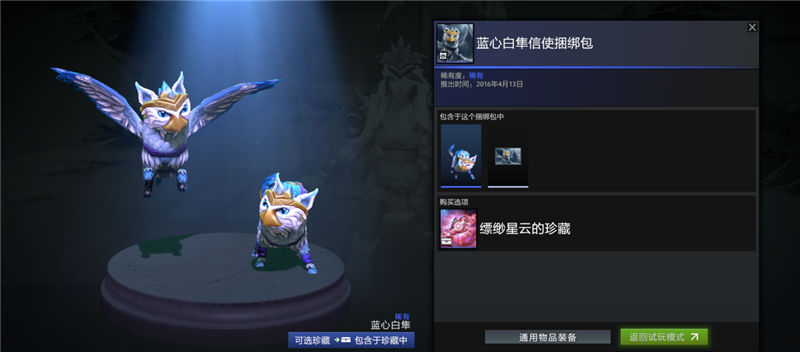 蓝心白隼信使捆绑包
稀有度：稀有
推出时间：2016年4月13日
包含于这个捆绑包中
购买选项
缥缈星云的珍藏
稀有
蓝心白隼
可选珍藏 包含于珍藏中
通用物品装备
返回试玩模式